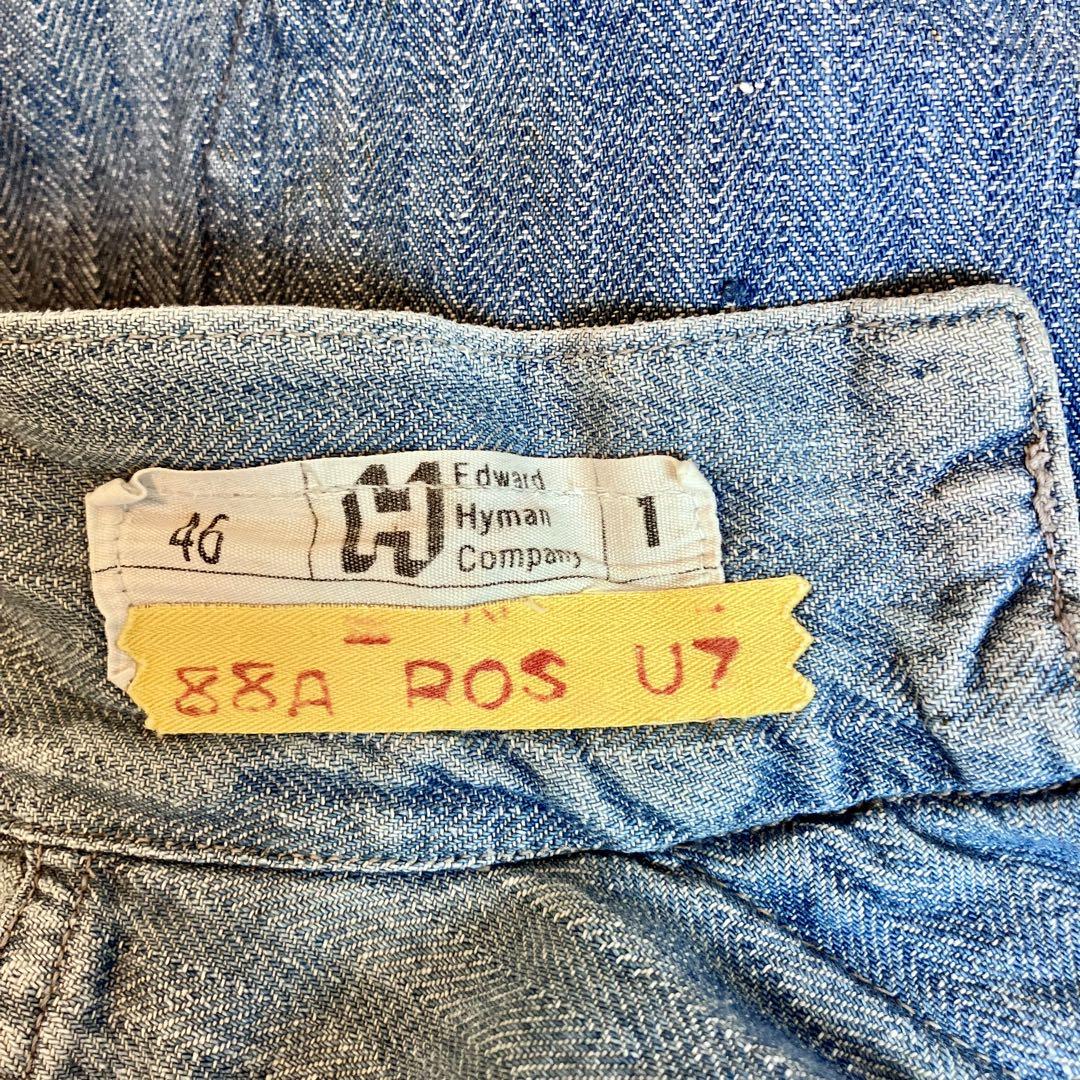 46
H
Edward
Hyman
Company
1
88A ROS U7